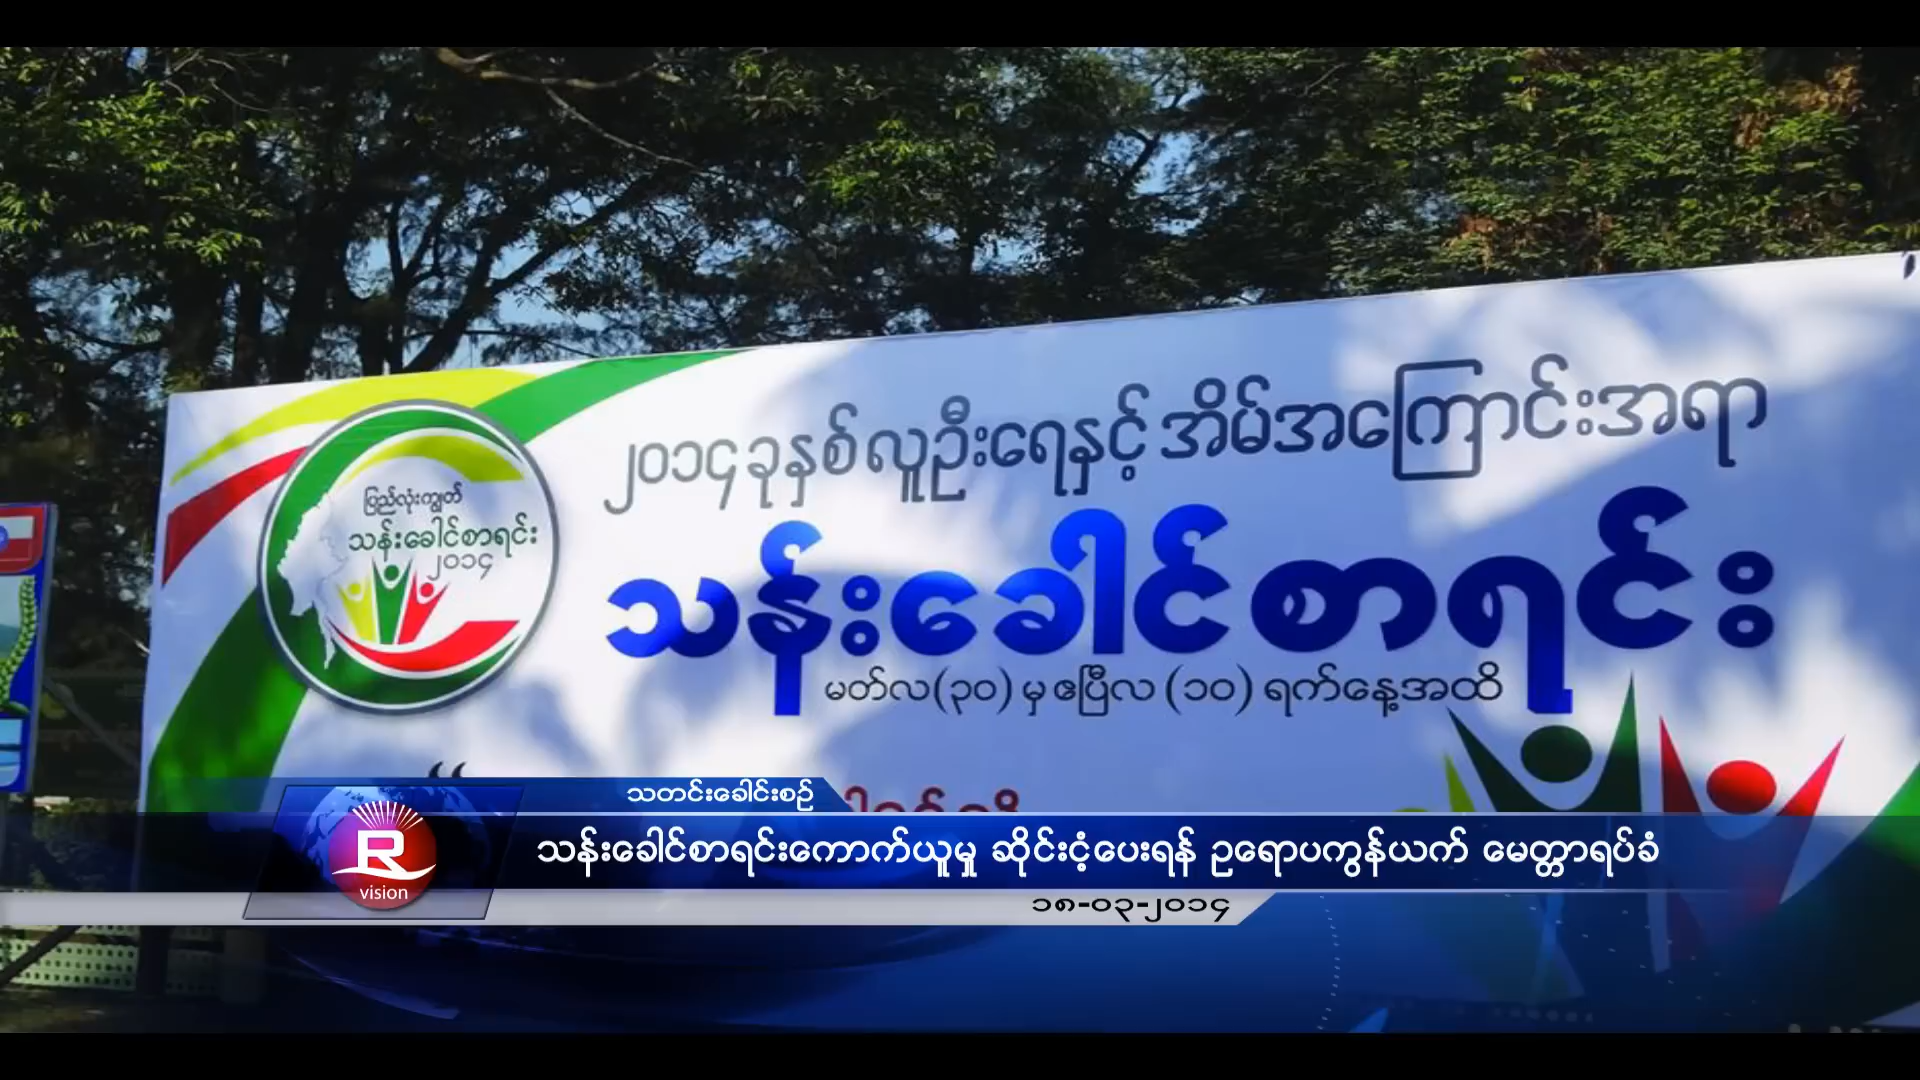 ၂၀၁၄ ခုနှစ် လူဦးရေနှင့် အိမ်အကြောင်းအရာ
သန်းခေါင်စာရင်း
မတ်လ(၃၀) မှ ဧပြီလ (၁၀) ရက်နေ့အထိ
ပြည်လုံးကျွတ်
သန်းခေါင်စာရင်း
၂၀၁၄
သတင်းခေါင်းစဉ်
သန်းခေါင်စာရင်းကောက်ယူမှု ဆိုင်းငံ့ပေးရန် ဥရောပကွန်ယက် မေတ္တာရပ်ခံ
R
vision
၁၈-၀၃-၂၀၁၄